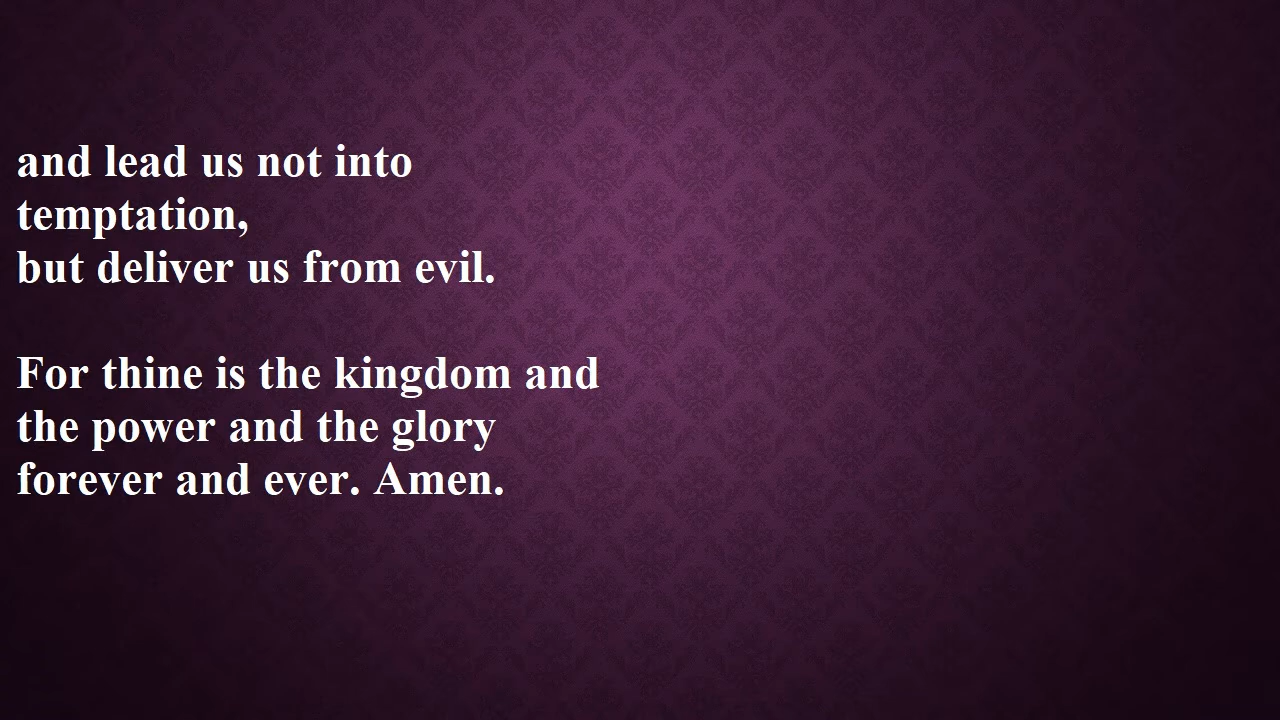 and lead us not into
temptation,
but deliver us from evil.
For thine is the kingdom and
the power and the glory
forever and ever. Amen.